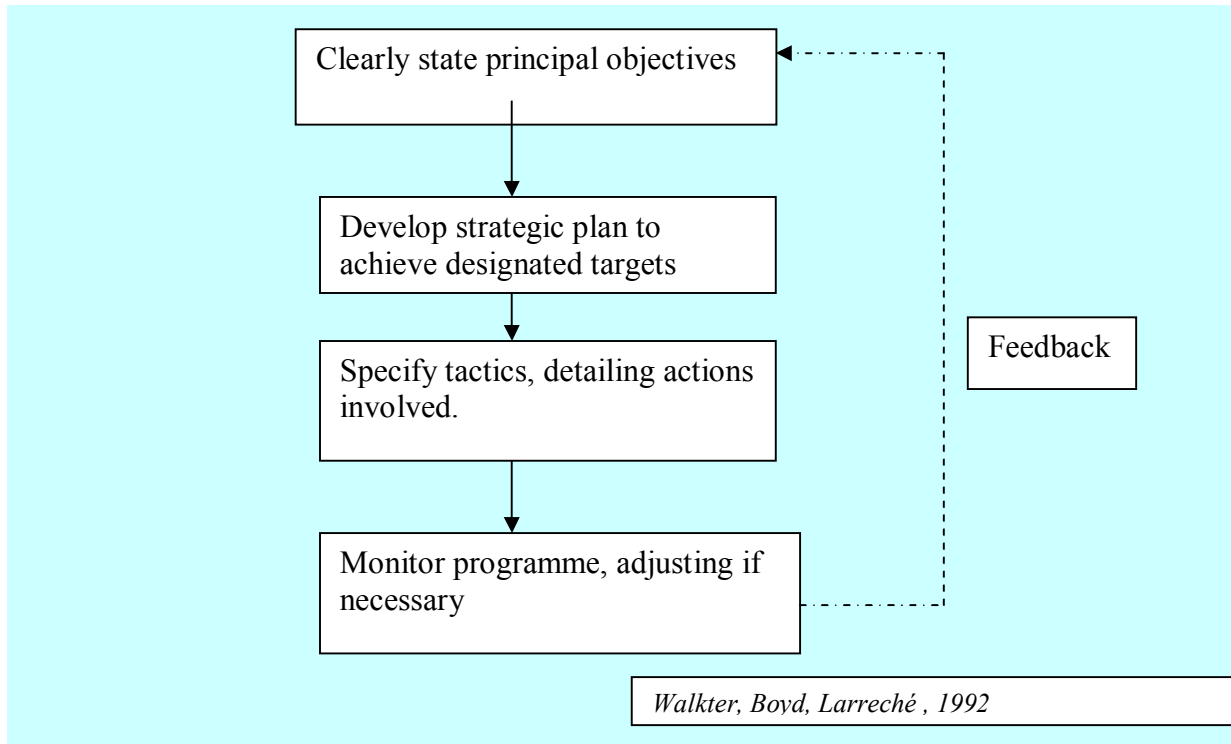 Clearly state principal objectives
Develop strategic plan to
achieve designated targets
Specify tactics, detailing actions
involved.
Feedback
Monitor programme, adjusting if
necessary
Walkter, Boyd, Larreché , 1992